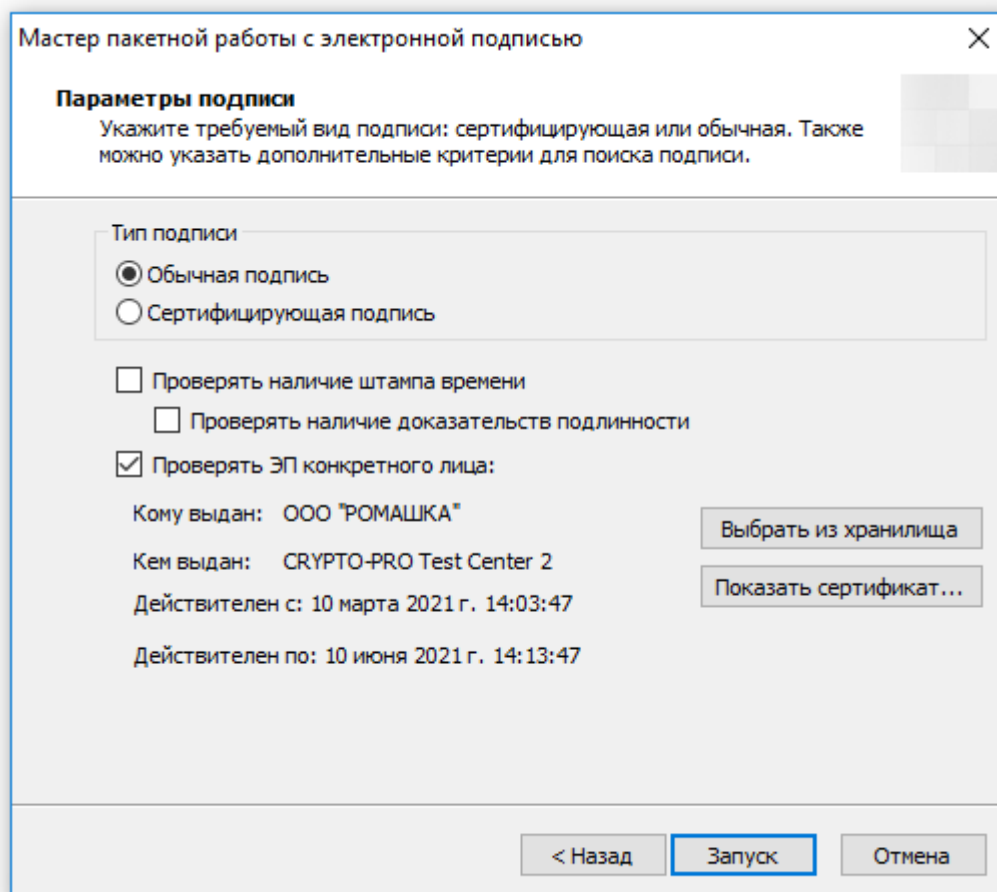 Мастер пакетной работы с электронной подписью
Параметры подписи
Укажите требуемый вид подписи: сертифицирующая или обычная. Также
можно указать дополнительные критерии для поиска подписи.
Тип подписи
Обычная подпись
Сертифицирующая подпись
Проверять наличие штампа времени
Проверять наличие доказательств подлинности
Проверять ЭП конкретного лица:
Кому выдан: ООО "РОМАШКА"
Выбрать из хранилища
Кем выдан: CRYPTO-PRO Test Center 2
Показать сертификат...
Действителен с: 10 марта 2021 г. 14:03:47
Действителен по: 10 июня 2021 г. 14:13:47
< Назад
Запуск
Отмена